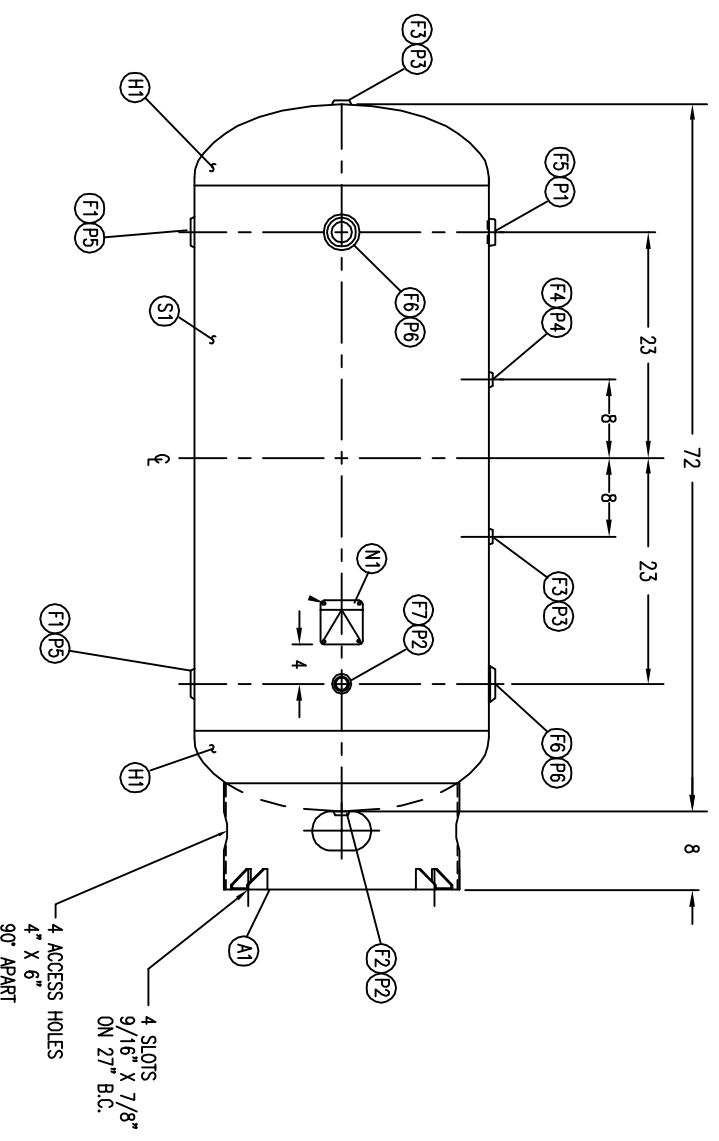 F3 P3
H1
F5 P1
F1 P5
F6 P6
S1
F4 P4
23
8
72
CL
8
23
N1
F7 P2
F3 P3
4
F1 P5
F6 P6
H1
8
F2 P2
A1
4 SLOTS
9/16" X 7/8"
ON 27" B.C.
4 ACCESS HOLES
4" X 6"
90° APART